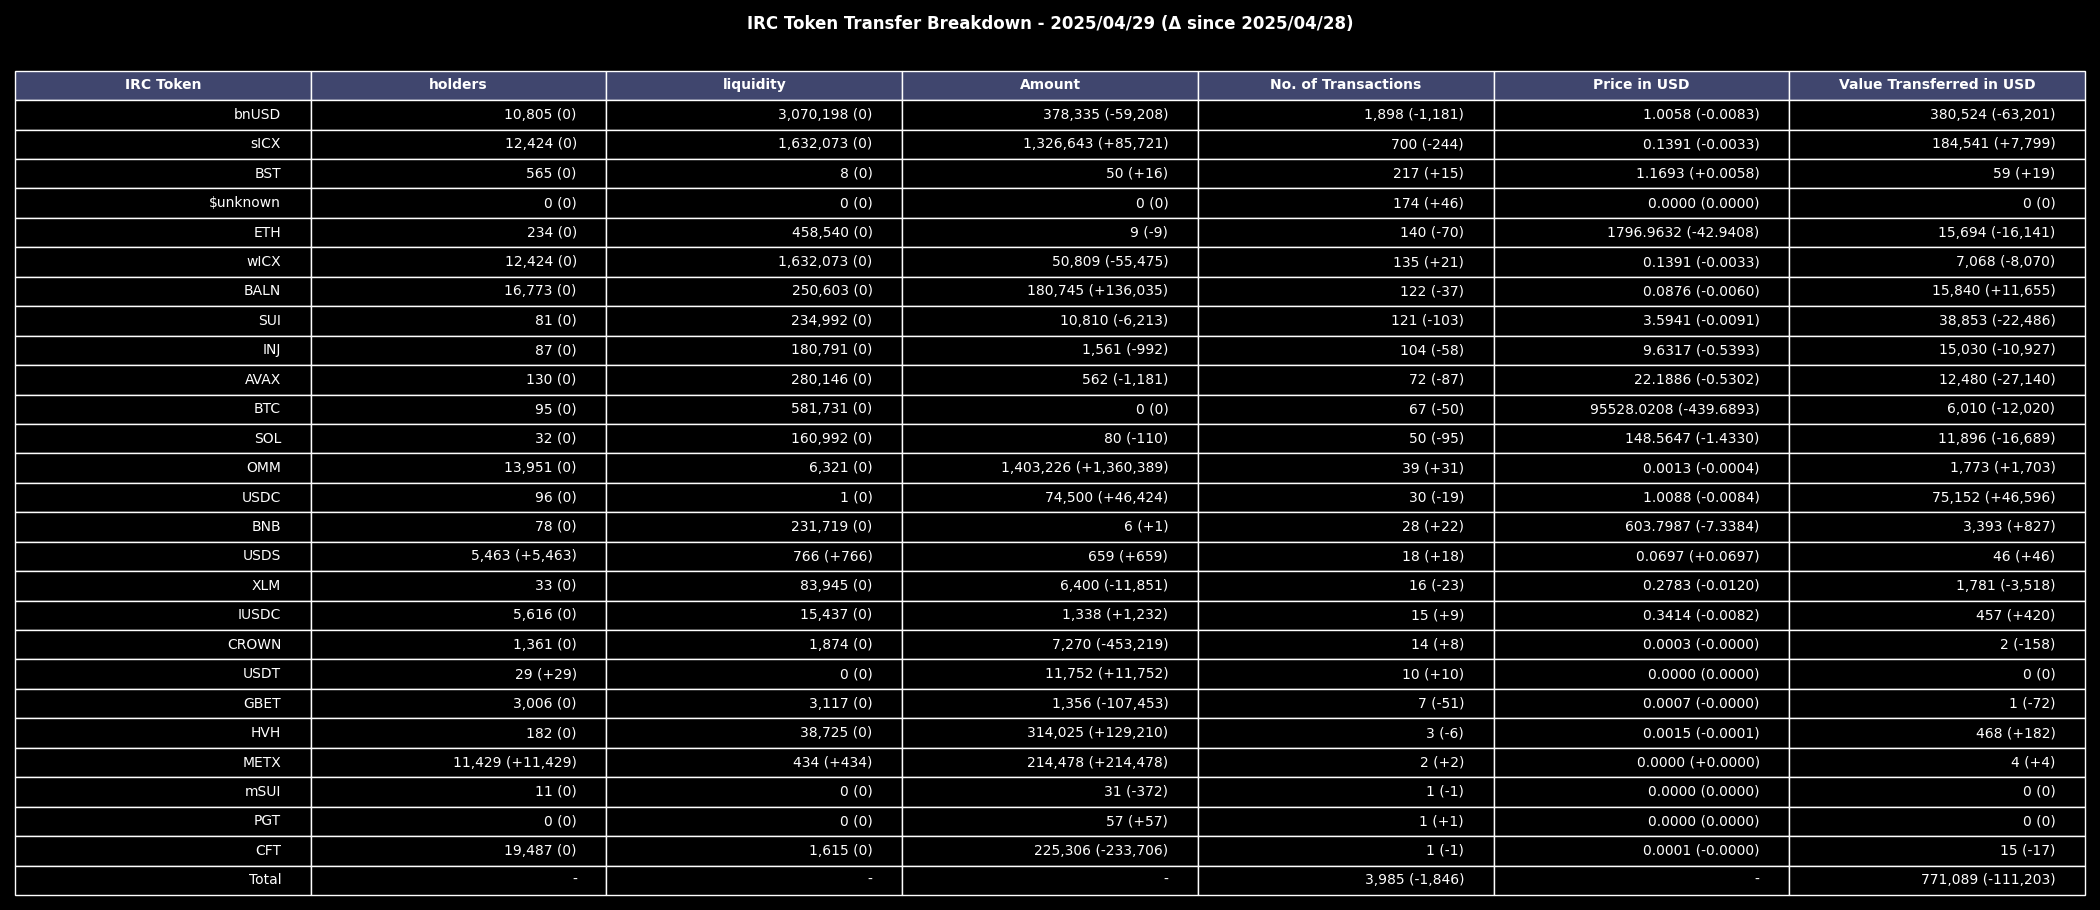 IRC Token Transfer Breakdown - 2025/04/29 (Δ since 2025/04/28)
IRC Token holders liquidity Amount No. of Transactions Price in USD Value Transferred in USD
bnUSD 10,805 (0) 3,070,198 (0) 378,335 (-59,208) 1,898 (-1,181) 1.0058 (-0.0083) 380,524 (-63,201)
sICX 12,424 (0) 1,632,073 (0) 1,326,643 (+85,721) 700 (-244) 0.1391 (-0.0033) 184,541 (+7,799)
BST 565 (0) 8 (0) 50 (+16) 217 (+15) 1.1693 (+0.0058) 59 (+19)
$unknown 0 (0) 0 (0) 0 (0) 174 (+46) 0.0000 (0.0000) 0 (0)
ETH 234 (0) 458,540 (0) 9 (-9) 140 (-70) 1796.9632 (-42.9408) 15,694 (-16,141)
wICX 12,424 (0) 1,632,073 (0) 50,809 (-55,475) 135 (+21) 0.1391 (-0.0033) 7,068 (-8,070)
BALN 16,773 (0) 250,603 (0) 180,745 (+136,035) 122 (-37) 0.0876 (-0.0060) 15,840 (+11,655)
SUI 81 (0) 234,992 (0) 10,810 (-6,213) 121 (-103) 3.5941 (-0.0091) 38,853 (-22,486)
INJ 87 (0) 180,791 (0) 1,561 (-992) 104 (-58) 9.6317 (-0.5393) 15,030 (-10,927)
AVAX 130 (0) 280,146 (0) 562 (-1,181) 72 (-87) 22.1886 (-0.5302) 12,480 (-27,140)
BTC 95 (0) 581,731 (0) 0 (0) 67 (-50) 95528.0208 (-439.6893) 6,010 (-12,020)
SOL 32 (0) 160,992 (0) 80 (-110) 50 (-95) 148.5647 (-1.4330) 11,896 (-16,689)
OMM 13,951 (0) 6,321 (0) 1,403,226 (+1,360,389) 39 (+31) 0.0013 (-0.0004) 1,773 (+1,703)
USDC 96 (0) 1 (0) 74,500 (+46,424) 30 (-19) 1.0088 (-0.0084) 75,152 (+46,596)
BNB 78 (0) 231,719 (0) 6 (+1) 28 (+22) 603.7987 (-7.3384) 3,393 (+827)
USDS 5,463 (+5,463) 766 (+766) 659 (+659) 18 (+18) 0.0697 (+0.0697) 46 (+46)
XLM 33 (0) 83,945 (0) 6,400 (-11,851) 16 (-23) 0.2783 (-0.0120) 1,781 (-3,518)
IUSDC 5,616 (0) 15,437 (0) 1,338 (+1,232) 15 (+9) 0.3414 (-0.0082) 457 (+420)
CROWN 1,361 (0) 1,874 (0) 7,270 (-453,219) 14 (+8) 0.0003 (-0.0000) 2 (-158)
USDT 29 (+29) 0 (0) 11,752 (+11,752) 10 (+10) 0.0000 (0.0000) 0 (0)
GBET 3,006 (0) 3,117 (0) 1,356 (-107,453) 7 (-51) 0.0007 (-0.0000) 1 (-72)
HVH 182 (0) 38,725 (0) 314,025 (+129,210) 3 (-6) 0.0015 (-0.0001) 468 (+182)
METX 11,429 (+11,429) 434 (+434) 214,478 (+214,478) 2 (+2) 0.0000 (+0.0000) 4 (+4)
mSUI 11 (0) 0 (0) 31 (-372) 1 (-1) 0.0000 (0.0000) 0 (0)
PGT 0 (0) 0 (0) 57 (+57) 1 (+1) 0.0000 (0.0000) 0 (0)
CFT 19,487 (0) 1,615 (0) 225,306 (-233,706) 1 (-1) 0.0001 (-0.0000) 15 (-17)
Total - - - 3,985 (-1,846) - 771,089 (-111,203)